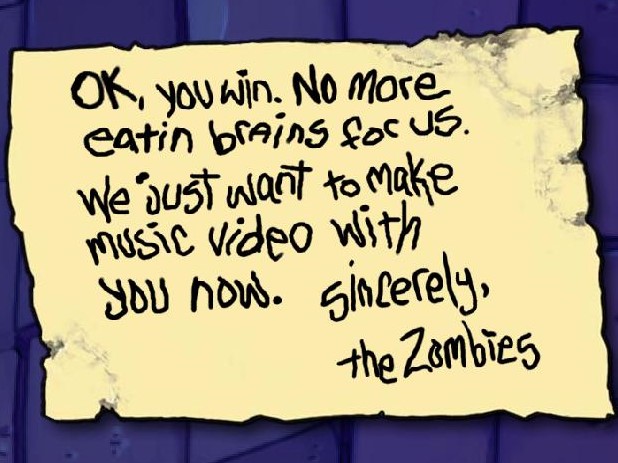 OK, you win. No More
eatin brains for us.
We just want to make
music video with
you now. sincerely,
the Zombies